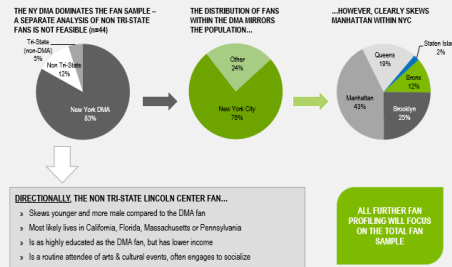 THE NY DMA DOMINATES THE FAN SAMPLE –
A SEPARATE ANALYSIS OF NON TRI-STATE
FANS IS NOT FEASIBLE (n=44)
Tri-State
(non-DMA)
5%
Non Tri-State
12%
New York DMA
83%
THE DISTRIBUTION OF FANS
WITHIN THE DMA MIRRORS
THE POPULATION…
Other
24%
New York City
76%
…HOWEVER, CLEARLY SKEWS
MANHATTAN WITHIN NYC
Staten Islan
2%
Queens
19%
Bronx
12%
Manhattan
43%
Brooklyn
25%
DIRECTIONALLY, THE NON TRI-STATE LINCOLN CENTER FAN…
» Skews younger and more male compared to the DMA fan
» Most likely lives in California, Florida, Massachusetts or Pennsylvania
» Is as highly educated as the DMA fan, but has lower income
» Is a routine attendee of arts & cultural events, often engages to socialize
ALL FURTHER FAN
PROFILING WILL FOCUS
ON THE TOTAL FAN
SAMPLE